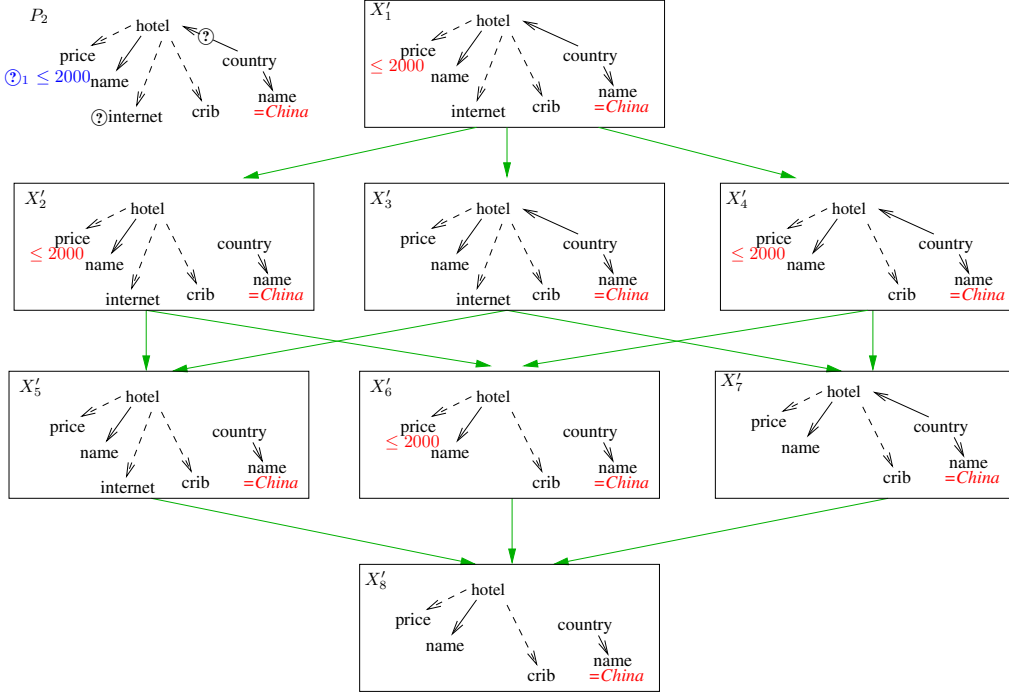 P₂
hotel
?
price
country
?₁ ≤ 2000
name
name
?internet
crib
=China
X′₁
hotel
price
country
≤ 2000
name
name
internet
crib
=China
X′₂
hotel
price
country
≤ 2000
name
name
internet
crib
=China
X′₃
hotel
price
country
name
name
internet
crib
=China
X′₄
hotel
price
country
≤ 2000
name
name
crib
=China
X′₅
hotel
price
country
name
name
internet
crib
=China
X′₆
hotel
price
country
≤ 2000
name
name
crib
=China
X′₇
hotel
price
country
name
name
crib
=China
X′₈
hotel
price
country
name
name
crib
=China